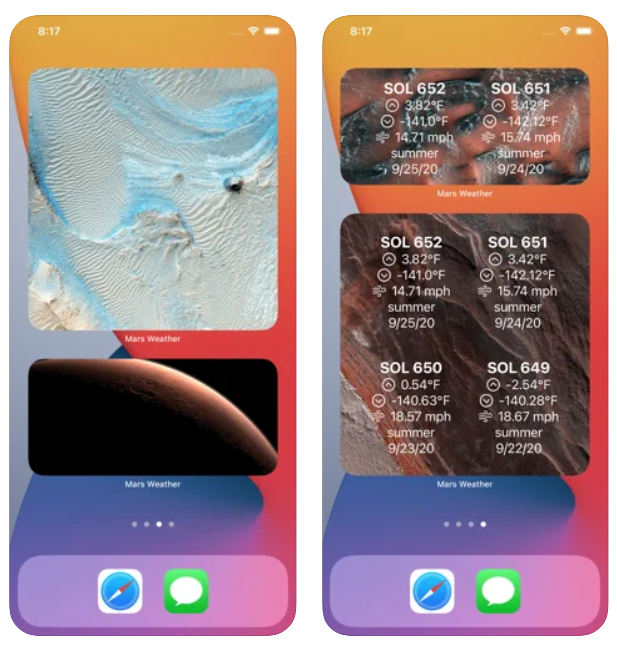 8:17
Mars Weather
Mars Weather
8:17
SOL 652 SOL 651
3.82°F 3.42°F
-141.0°F -142.12°F
14.71 mph 15.74 mph
summer summer
9/25/20 9/24/20
Mars Weather
SOL 652 SOL 651
3.82°F 3.42°F
-141.0°F -142.12°F
14.71 mph 15.74 mph
summer summer
9/25/20 9/24/20
SOL 650 SOL 649
0.54°F -2.54°F
-140.63°F -140.28°F
18.57 mph 18.67 mph
summer summer
9/23/20 9/22/20
Mars Weather